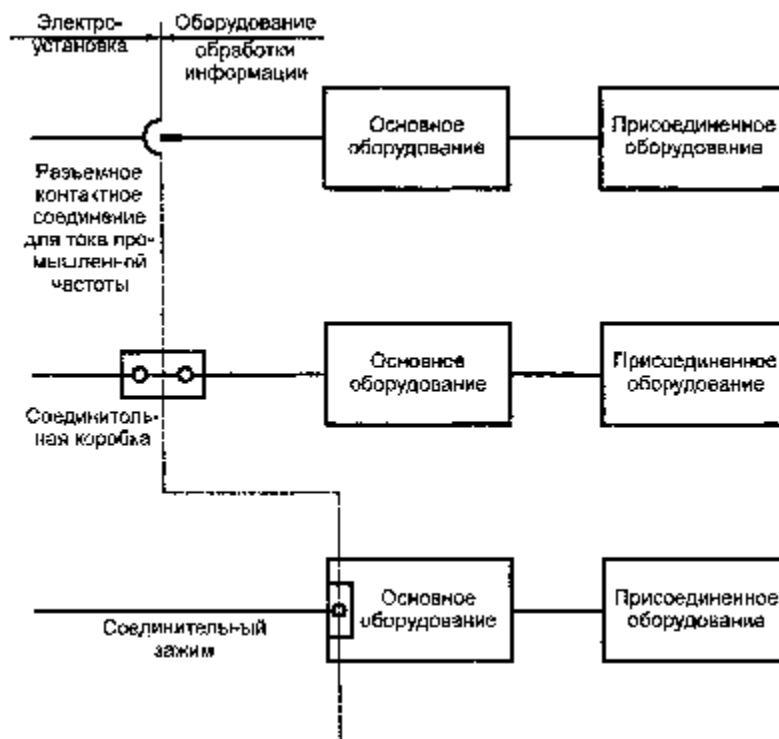 Электро-
установка
Оборудование
обработки
информации
Основное
оборудование
Присоединенное
оборудование
Разъемное
контактное
соединение
для тока про-
мышленной
частоты
Основное
оборудование
Присоединенное
оборудование
Соединитель-
ная коробка
Основное
оборудование
Присоединенное
оборудование
Соединительный
зажим